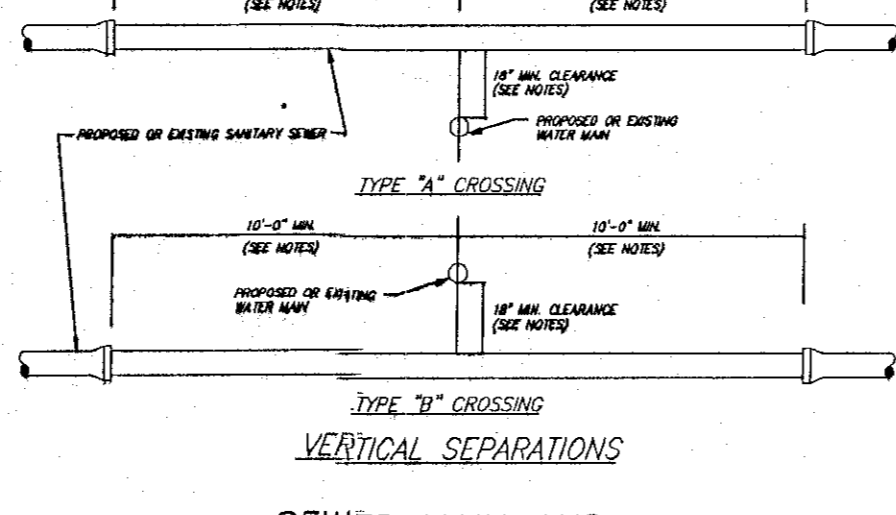 (SEE NOTES)
(SEE NOTES)
18" MIN. CLEARANCE
(SEE NOTES)
PROPOSED OR EXISTING SANITARY SEWER
PROPOSED OR EXISTING
WATER MAIN
TYPE "A" CROSSING
10'-0" MIN.
(SEE NOTES)
10'-0" MIN.
(SEE NOTES)
PROPOSED OR EXISTING
WATER MAIN
18" MIN. CLEARANCE
(SEE NOTES)
TYPE "B" CROSSING
VERTICAL SEPARATIONS